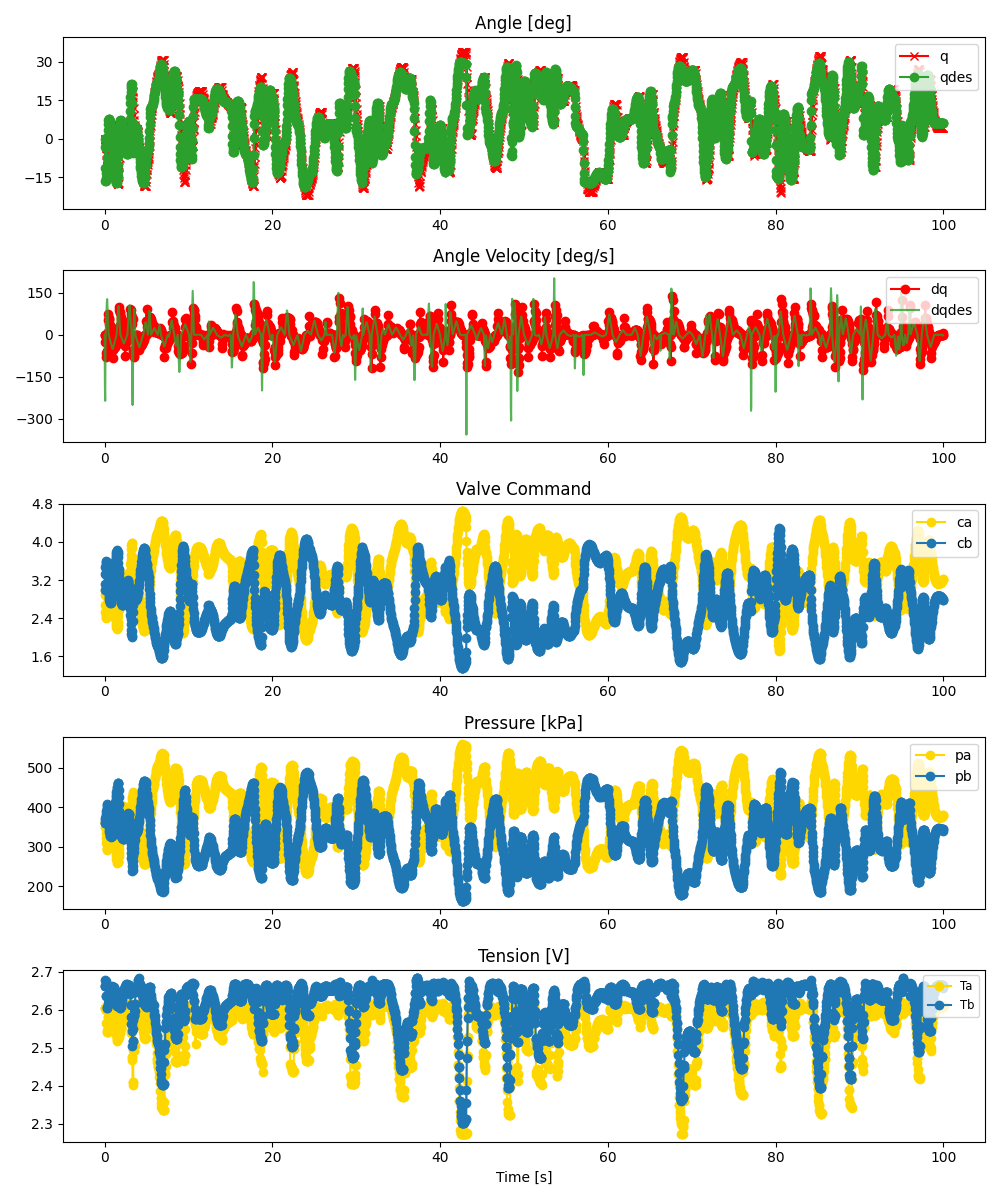 Angle [deg]
30
15
0
−15
q
qdes
0 20 40 60 80 100
Angle Velocity [deg/s]
150
0
−150
−300
dq
dqdes
0 20 40 60 80 100
Valve Command
4.8
4.0
3.2
2.4
1.6
ca
cb
0 20 40 60 80 100
Pressure [kPa]
500
400
300
200
pa
pb
0 20 40 60 80 100
Tension [V]
2.7
2.6
2.5
2.4
2.3
Ta
Tb
0 20 40 60 80 100
Time [s]